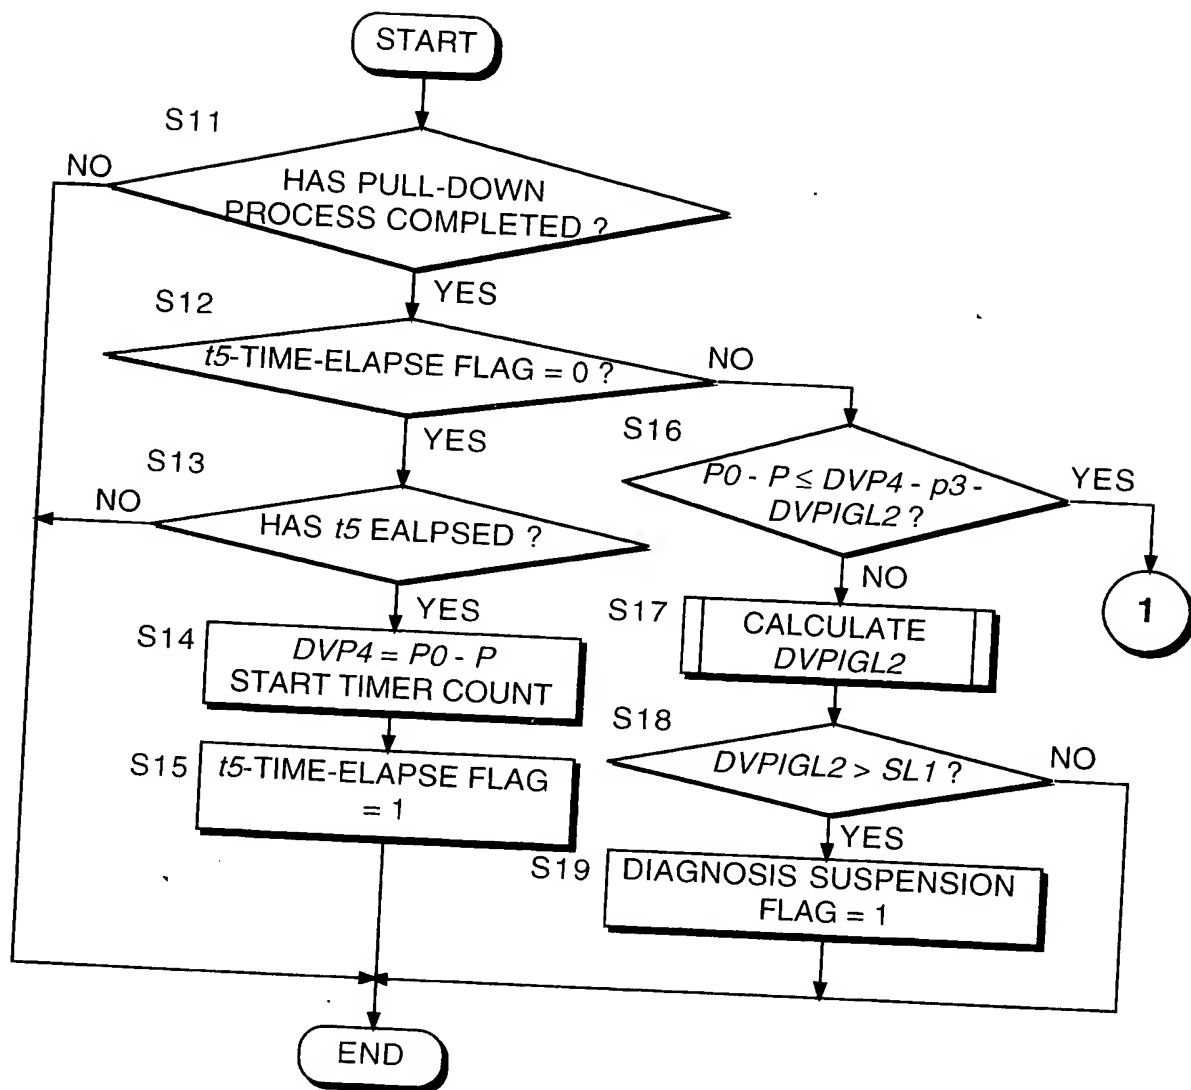 START
S11
NO
HAS PULL-DOWN
PROCESS COMPLETED ?
YES
S12
t5-TIME-ELAPSE FLAG = 0 ?
NO
YES
S13
NO
HAS t5 EALPSED ?
YES
S14
DVP4 = P0 - P
START TIMER COUNT
S15
t5-TIME-ELAPSE FLAG
= 1
S16
P0 - P ≤ DVP4 - p3 -
DVPIGL2 ?
YES
1
NO
S17
CALCULATE
DVPIGL2
S18
DVPIGL2 > SL1 ?
NO
YES
S19
DIAGNOSIS SUSPENSION
FLAG = 1
END